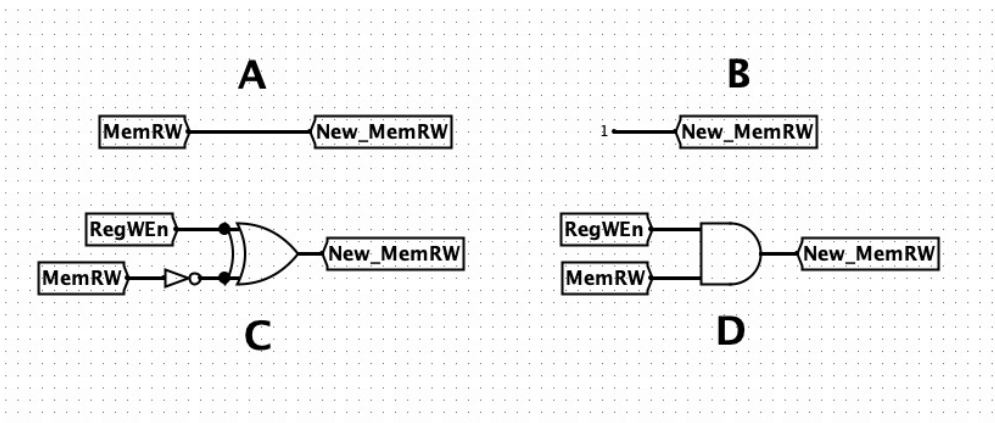 A
B
MemRW New_MemRW
1 New_MemRW
RegWEn
MemRW
New_MemRW
RegWEn
MemRW
New_MemRW
C
D